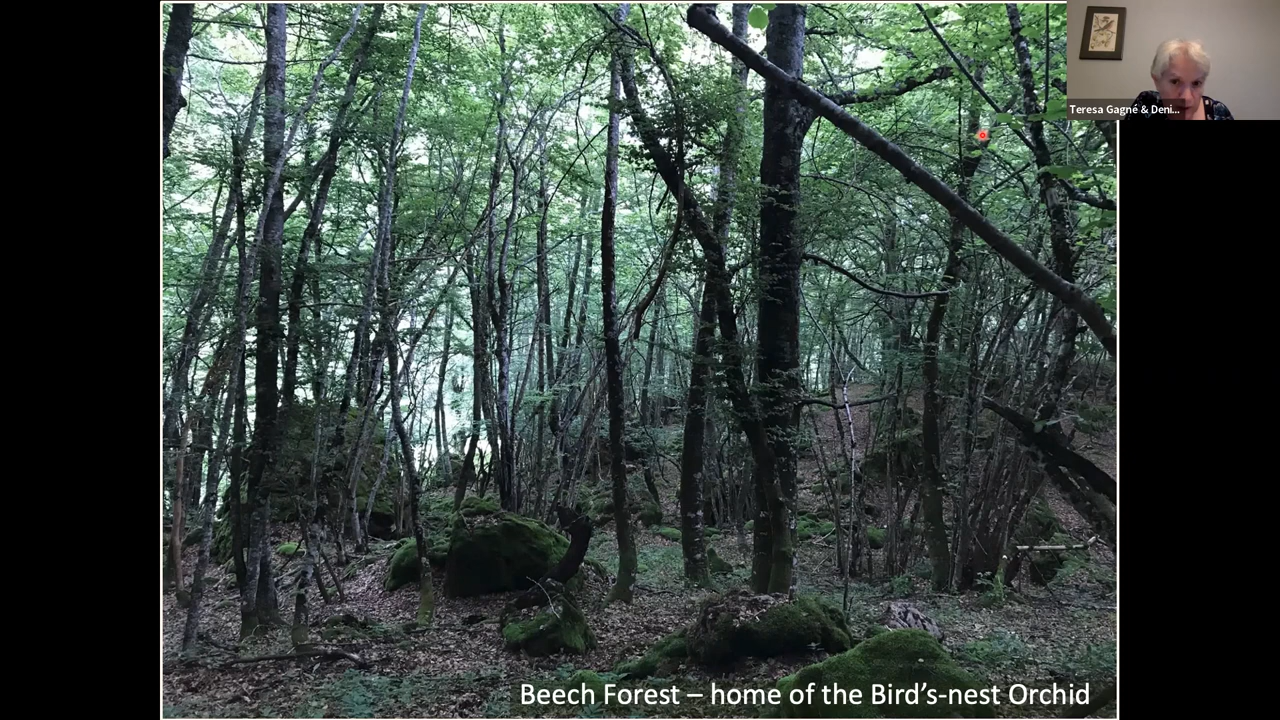 Teresa Gagné & Deni...
Beech Forest – home of the Bird's-nest Orchid